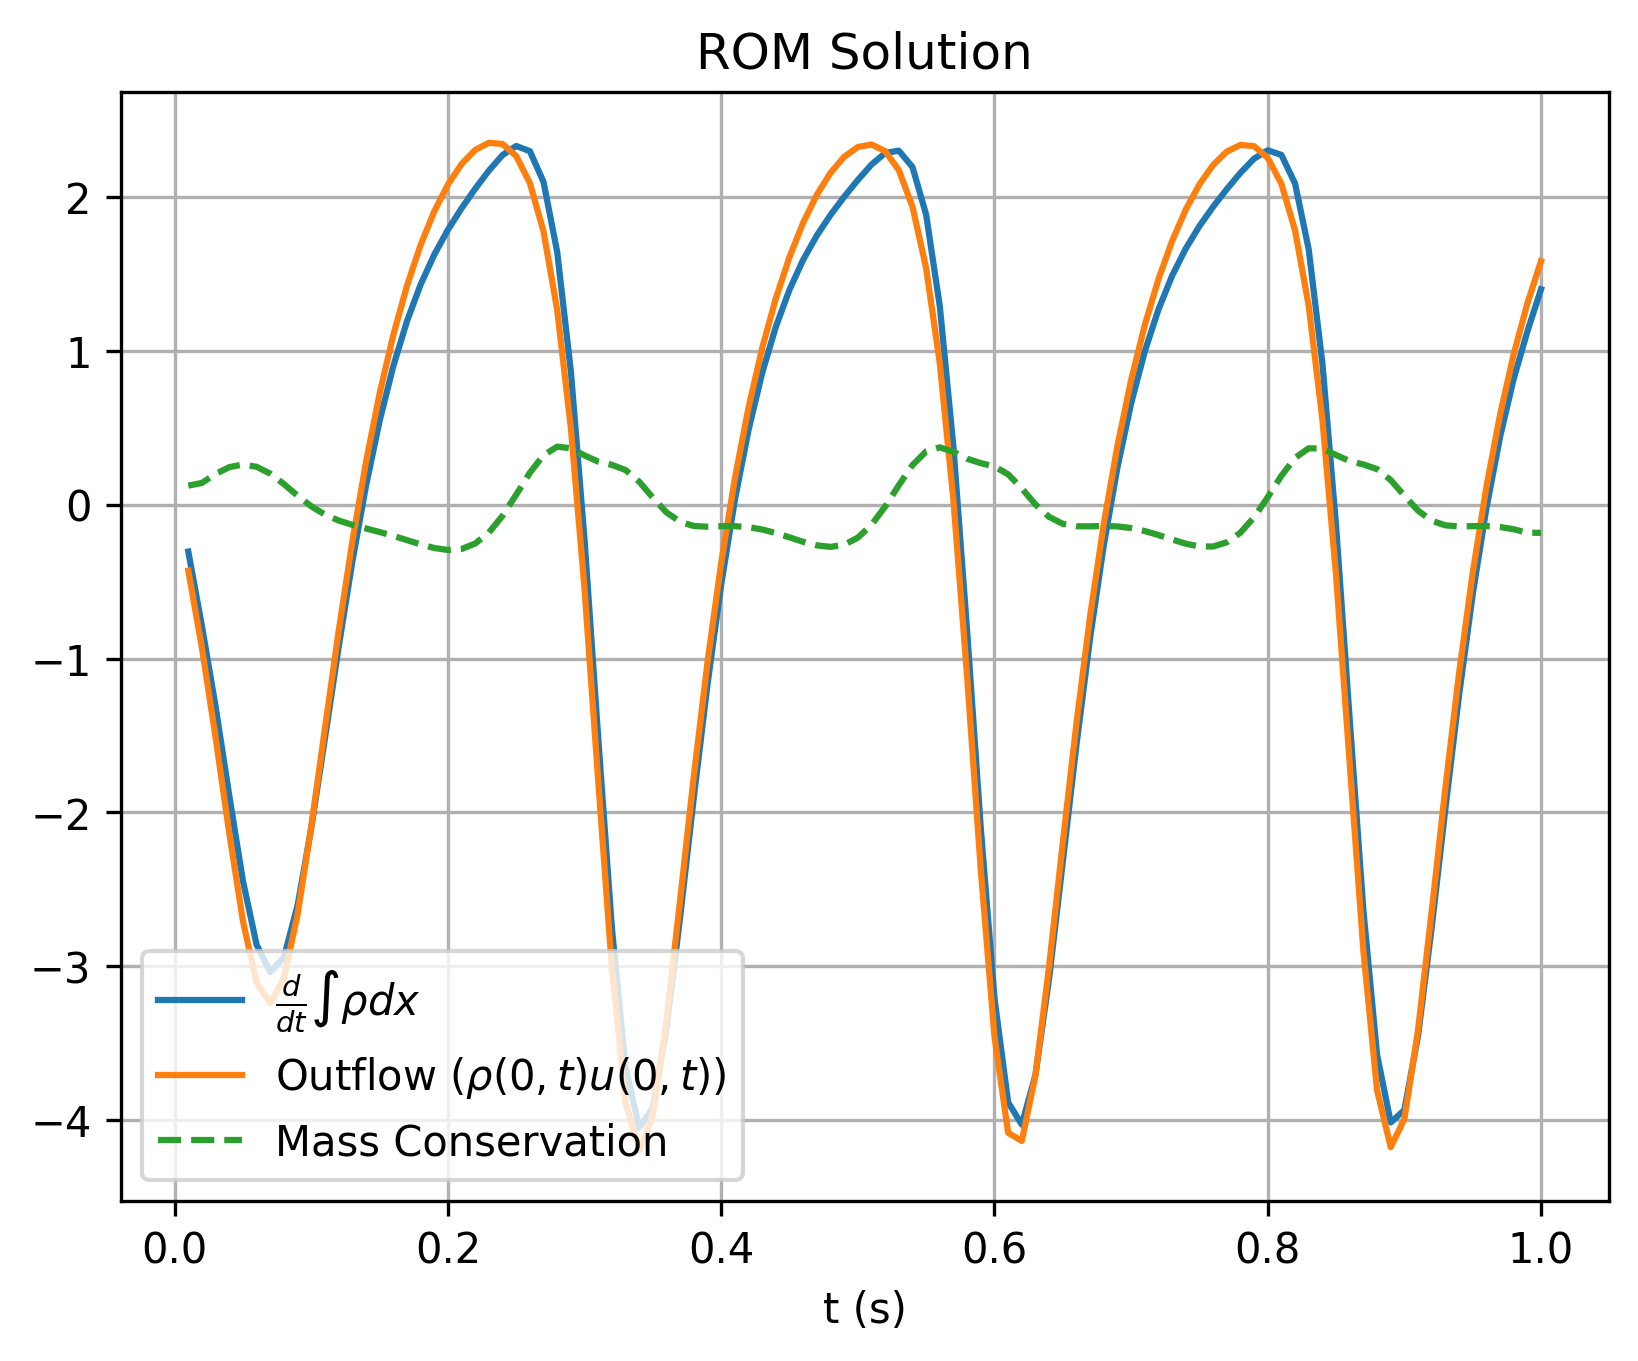 ROM Solution
2
1
0
−1
−2
−3
−4
d/dt ∫ρdx
Outflow (ρ(0, t)u(0, t))
Mass Conservation
0.0 0.2 0.4 0.6 0.8 1.0
t (s)